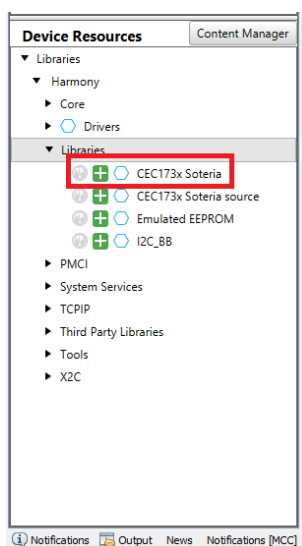 Device Resources Content Manager
Libraries
Harmony
Core
Drivers
Libraries
CEC173x Soteria
CEC173x Soteria source
Emulated EEPROM
I2C_BB
PMCI
System Services
TCPIP
Third Party Libraries
Tools
X2C
Notifications Output News Notifications [MCC]